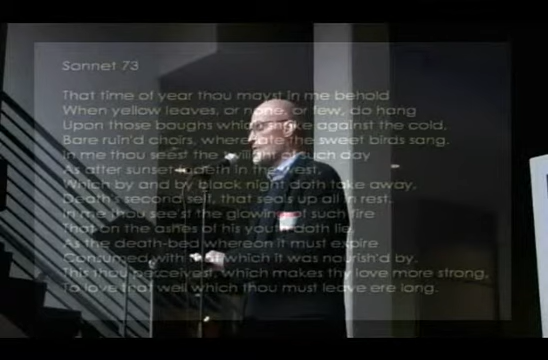 Sonnet 73
That time of year thou mayst in me behold
When yellow leaves, or none, or few, do hang
Upon those boughs which shake against the cold,
Bare ruin'd choirs, where late the sweet birds sang.
In me thou seest the twilight of such day
As after sunset fadeth in the west,
Which by and by black night doth take away,
Death's second self, that seals up all in rest.
In me thou see'st the glowing of such fire
That on the ashes of his youth doth lie,
As the death-bed whereon it must expire
Consumed with which it was nourish'd by.
This thou perceivest, which makes thy love more strong,
To love that well which thou must leave ere long.